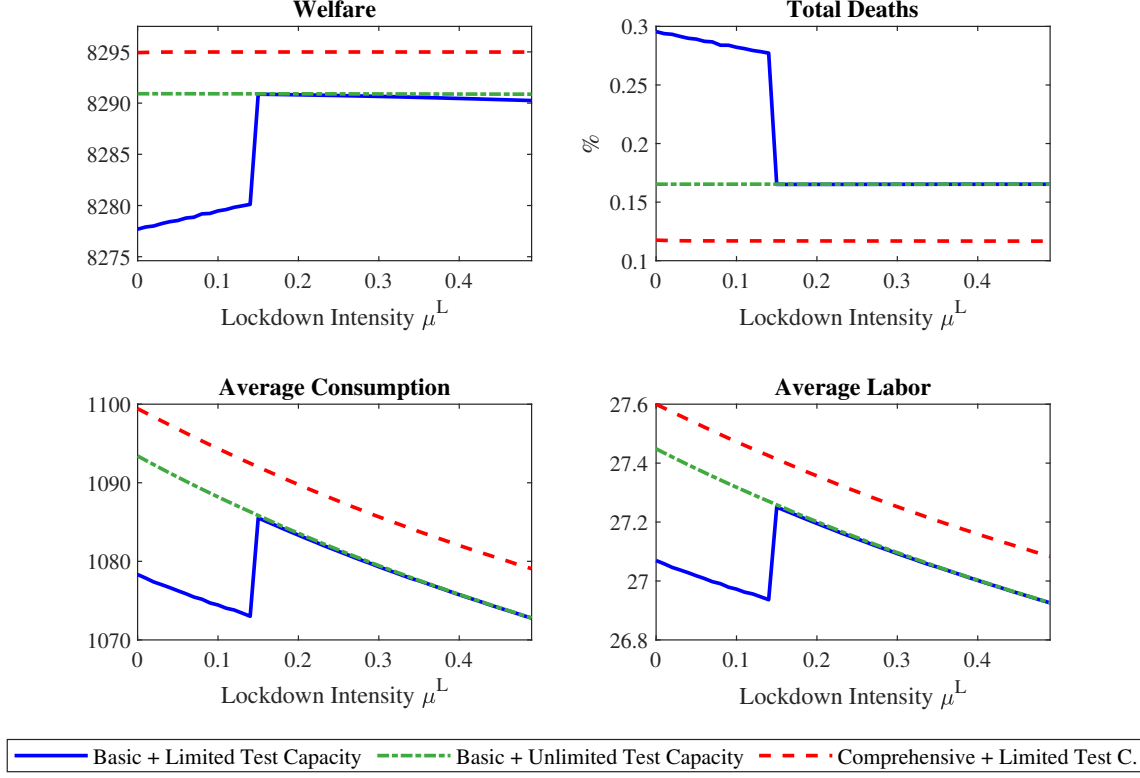 Welfare
8295
8290
8285
8280
8275
0 0.1 0.2 0.3 0.4
Lockdown Intensity μL
Total Deaths
0.3
0.25
0.2
0.15
0.1
%
0 0.1 0.2 0.3 0.4
Lockdown Intensity μL
Average Consumption
1100
1090
1080
1070
0 0.1 0.2 0.3 0.4
Lockdown Intensity μL
Average Labor
27.6
27.4
27.2
27
26.8
0 0.1 0.2 0.3 0.4
Lockdown Intensity μL
Basic + Limited Test Capacity Basic + Unlimited Test Capacity Comprehensive + Limited Test C.